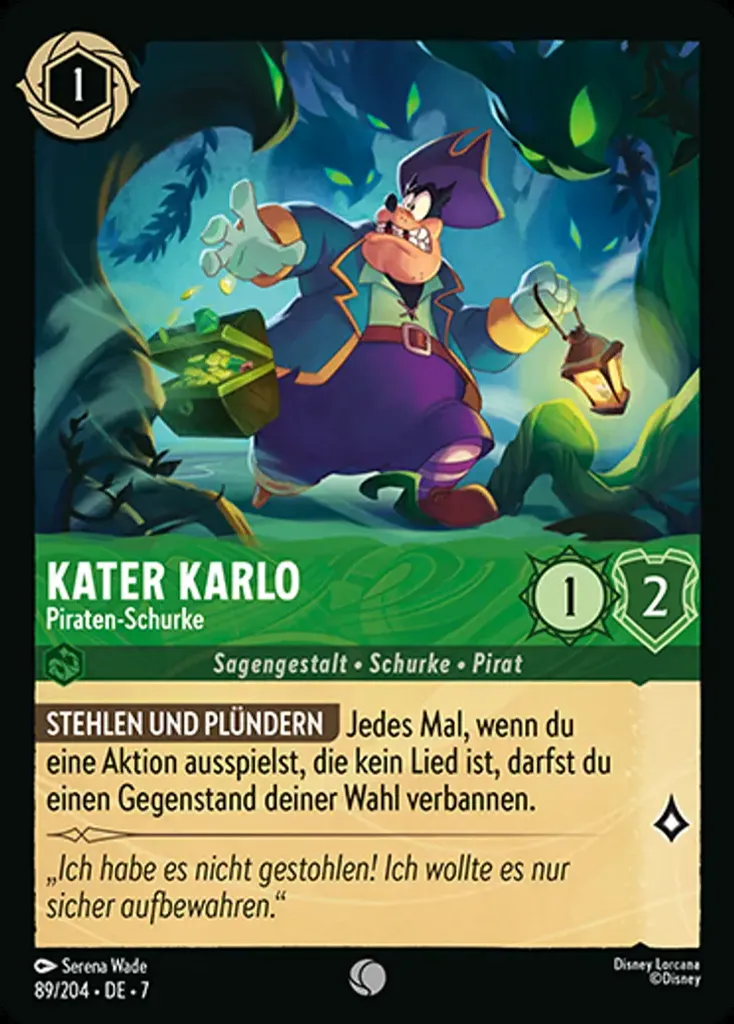 1
KATER KARLO
Piraten-Schurke
1
2
Sagengestalt • Schurke • Pirat
STEHLEN UND PLÜNDERN Jedes Mal, wenn du
eine Aktion ausspielst, die kein Lied ist, darfst du
einen Gegenstand deiner Wahl verbannen.
„Ich habe es nicht gestohlen! Ich wollte es nur
sicher aufbewahren.“
Serena Wade
89/204 • DE • 7
Disney Lorcana
©Disney